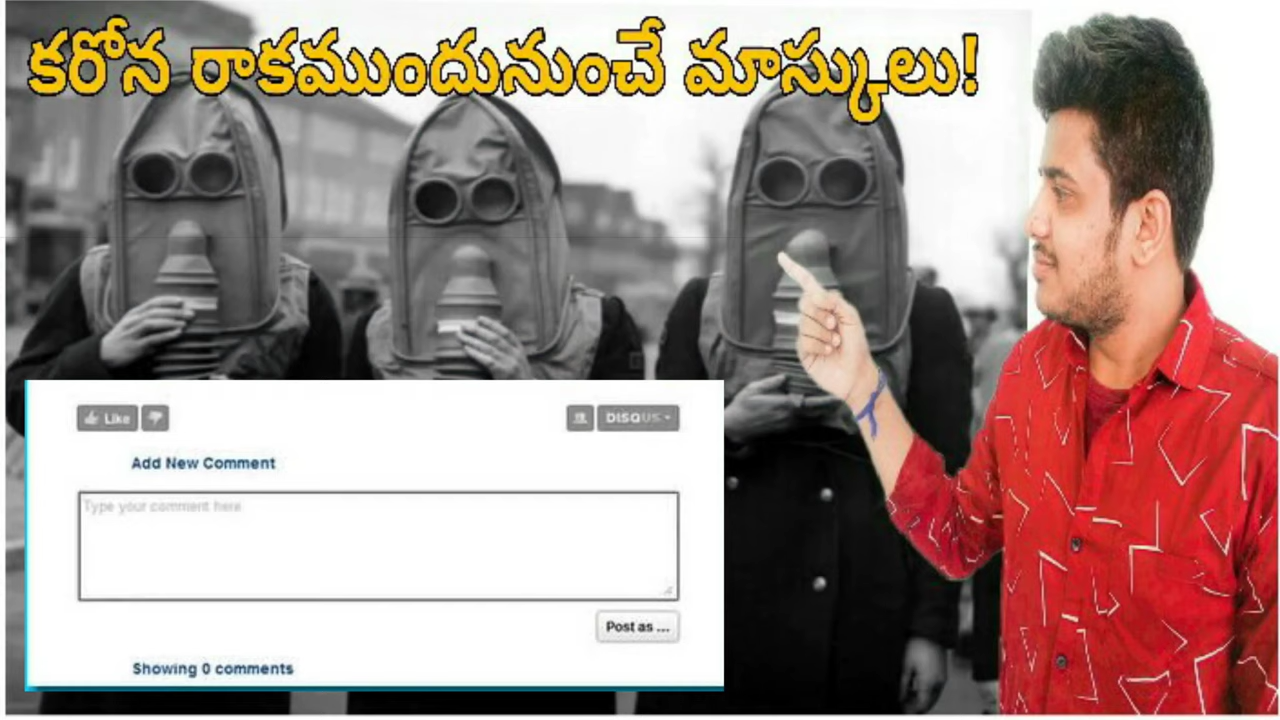 కరోన రాకముందునుంచే మాస్కులు!
Like
DISQUS
Add New Comment
Type your comment here
Post as ...
Showing 0 comments